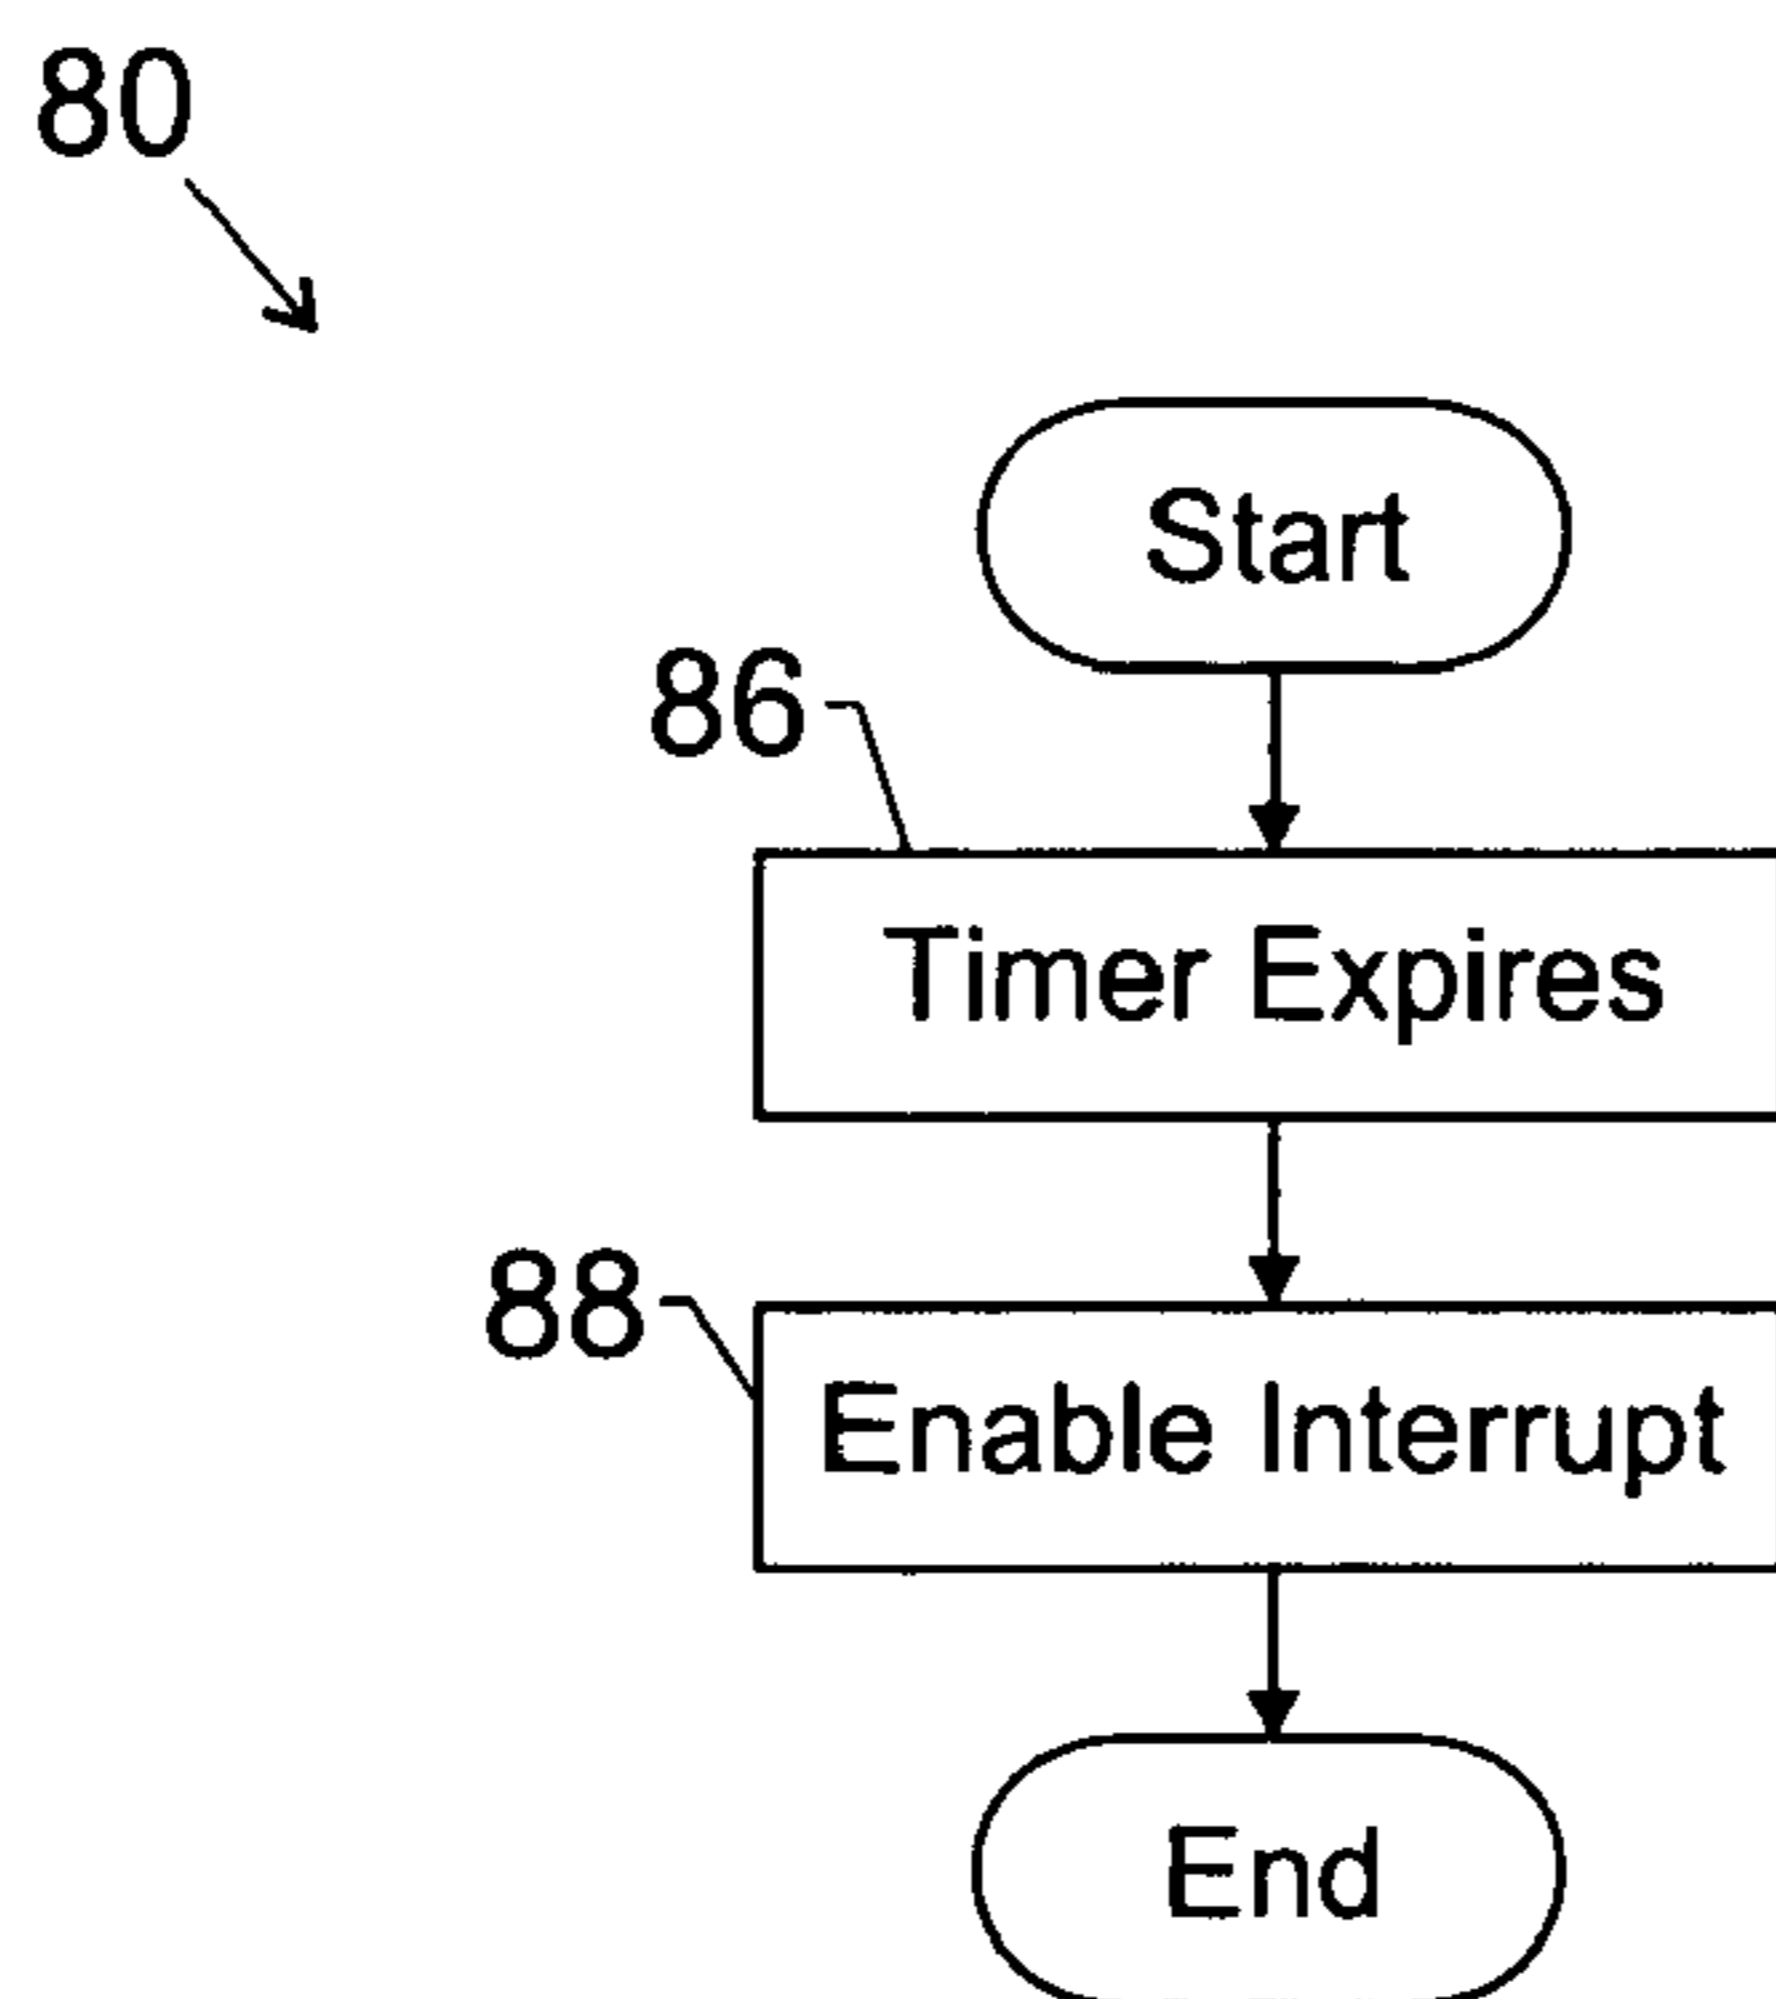 80
Start
86
Timer Expires
88
Enable Interrupt
End